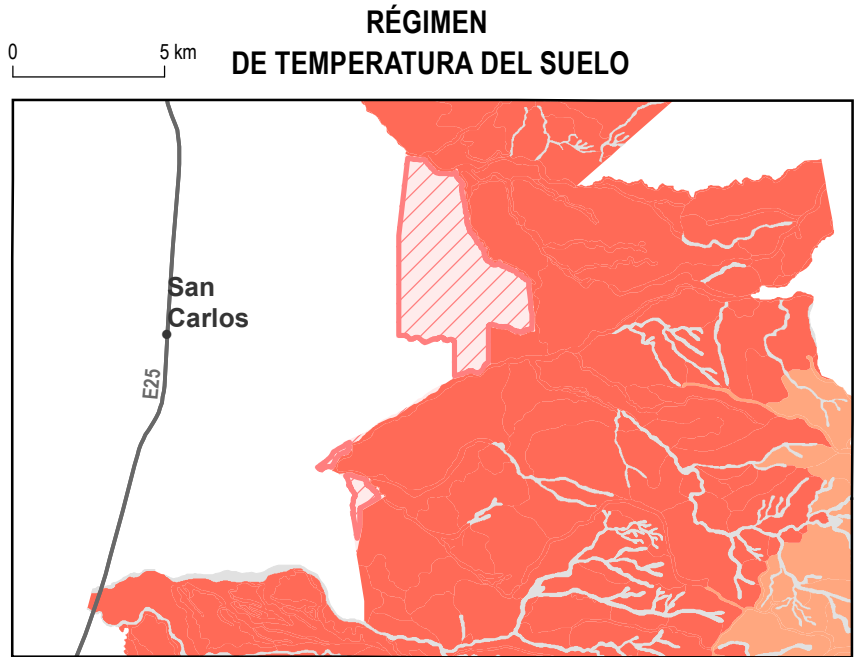 RÉGIMEN
DE TEMPERATURA DEL SUELO
0 5 km
San
Carlos
E25